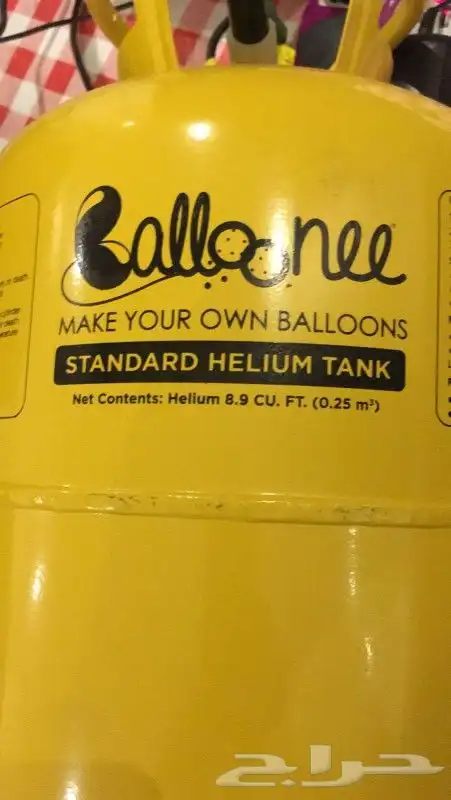 Balloonee
MAKE YOUR OWN BALLOONS
STANDARD HELIUM TANK
Net Contents: Helium 8.9 CU. FT. (0.25 m³)
حراج